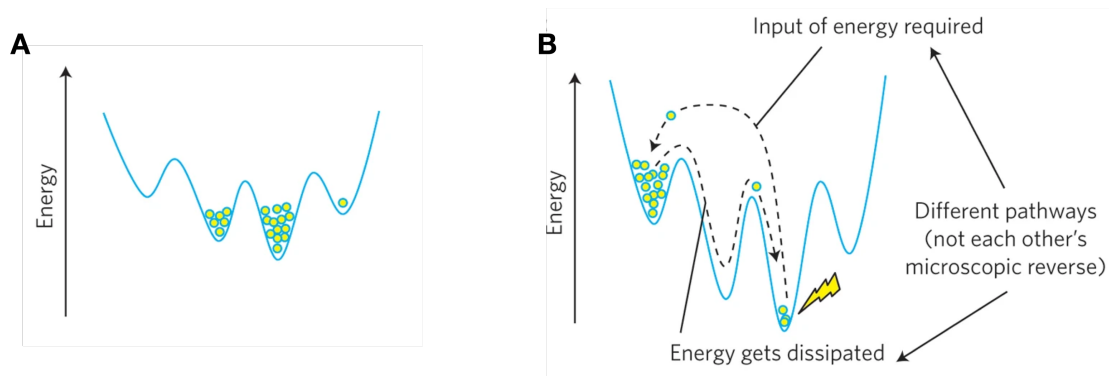 A
Energy
B
Input of energy required
Energy
Different pathways
(not each other's
microscopic reverse)
Energy gets dissipated